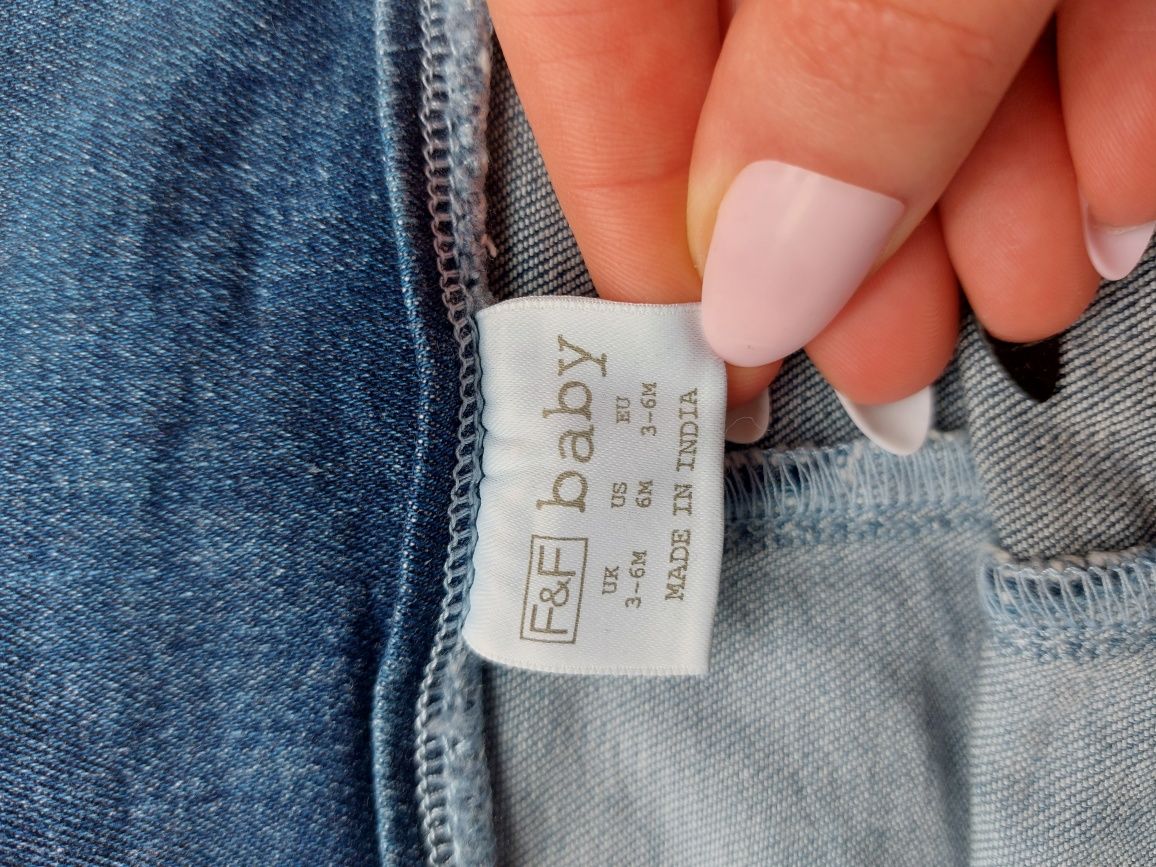 F&F baby
UK US EU
3-6M 6M 3-6M
MADE IN INDIA